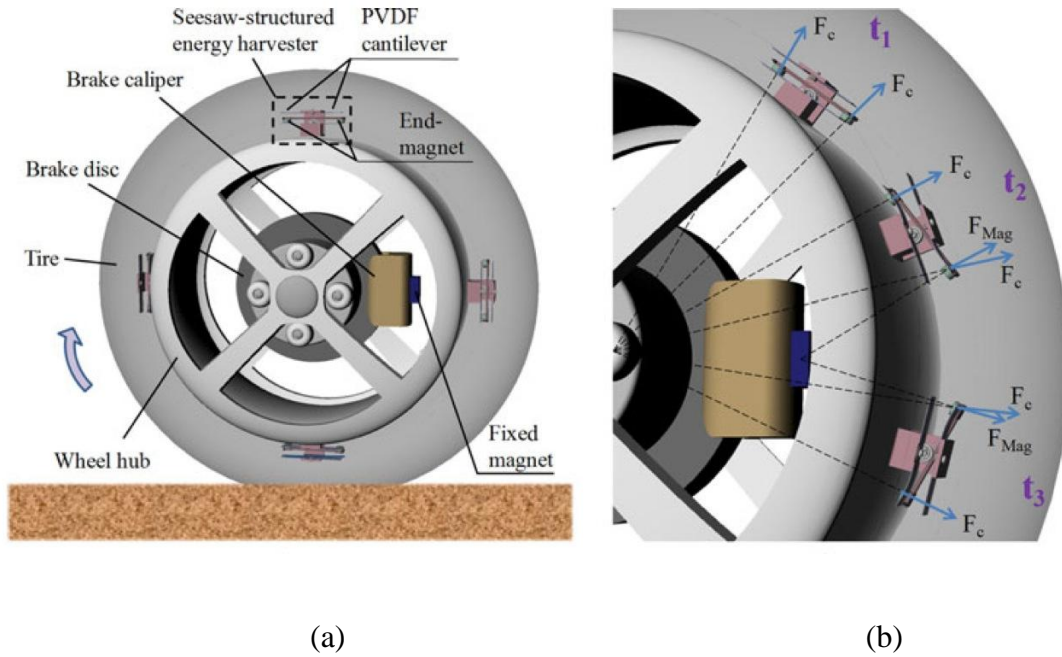 Seesaw-structured
energy harvester
PVDF
cantilever
Brake caliper
End-
magnet
Brake disc
Tire
Wheel hub
Fixed
magnet
(a)
t1
Fc
Fc
t2
Fc
FMag
Fc
Fc
FMag
t3
Fc
(b)